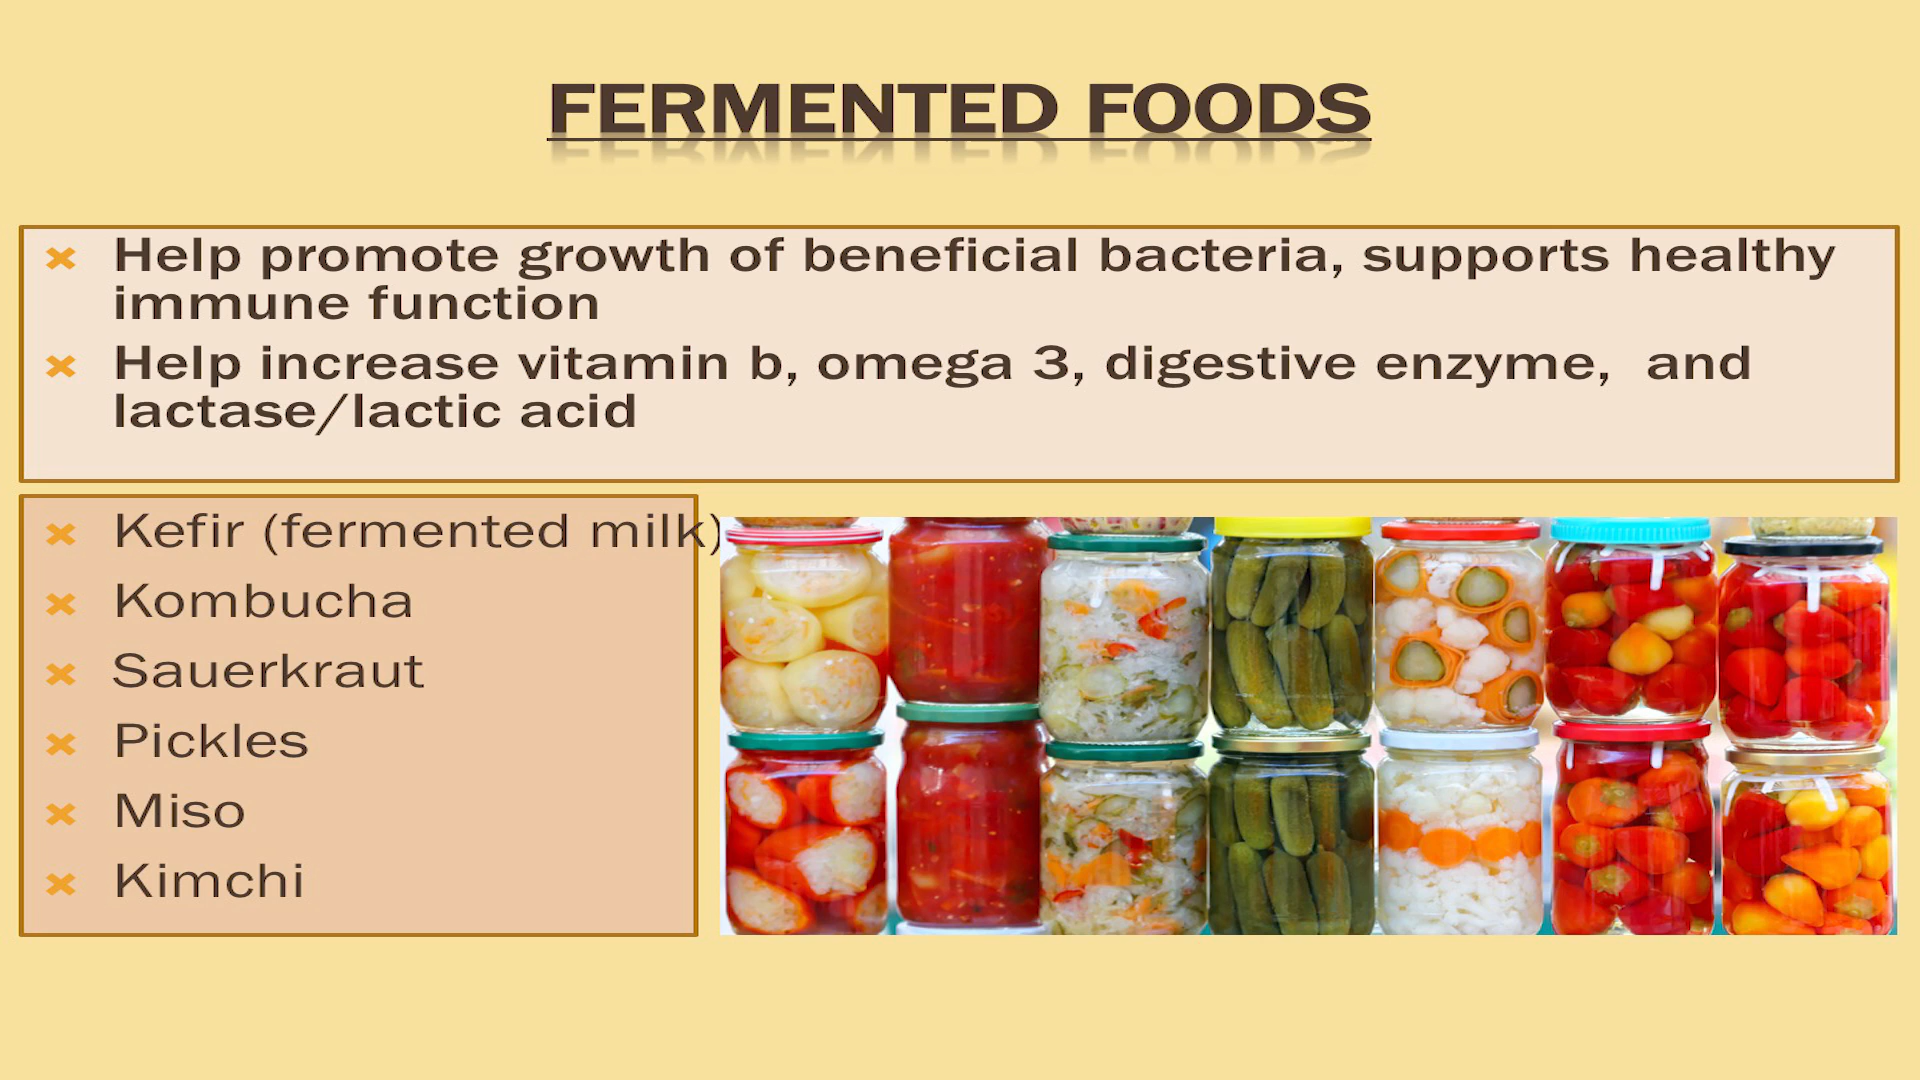 FERMENTED FOODS
Help promote growth of beneficial bacteria, supports healthy
immune function
Help increase vitamin b, omega 3, digestive enzyme,  and
lactase/lactic acid
Kefir (fermented milk)
Kombucha
Sauerkraut
Pickles
Miso
Kimchi